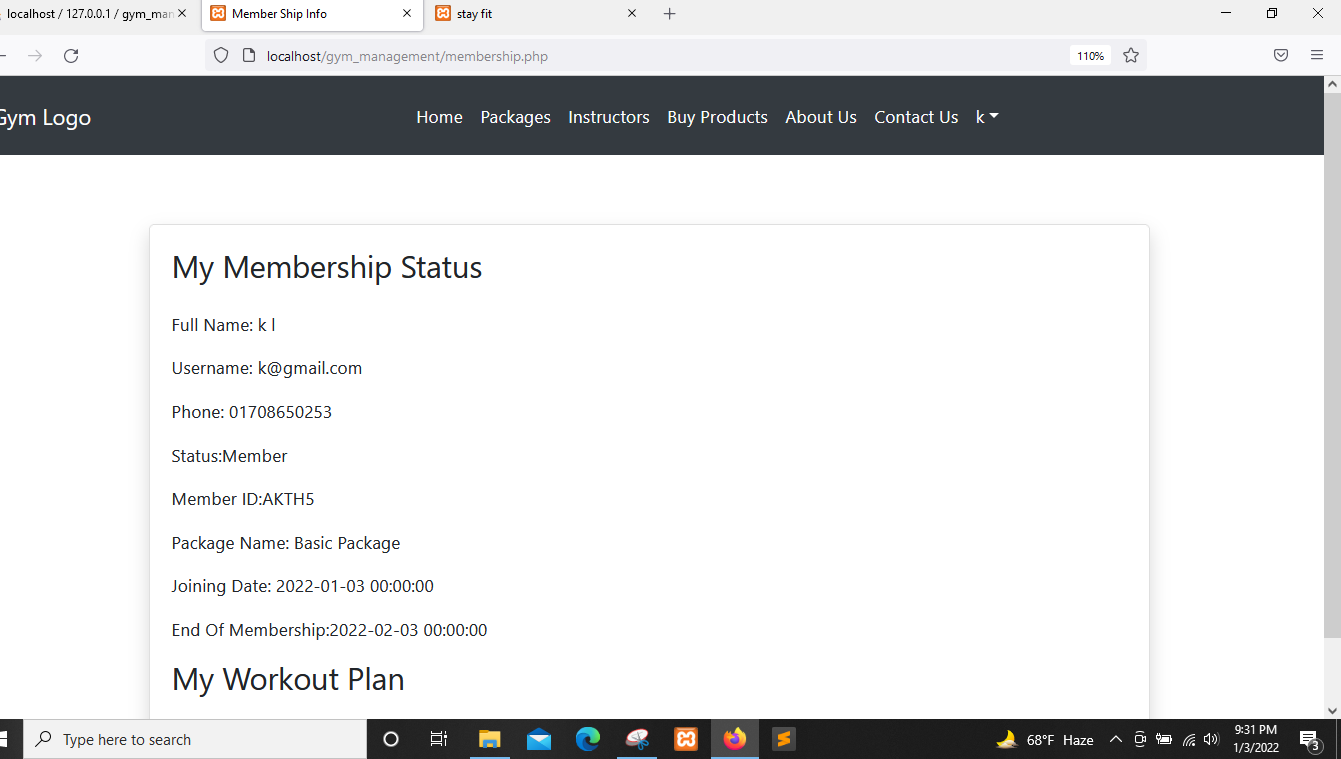 localhost / 127.0.0.1 / gym_man
Member Ship Info
stay fit
localhost/gym_management/membership.php
110%
Gym Logo
Home
Packages
Instructors
Buy Products
About Us
Contact Us
k
My Membership Status
Full Name: k l
Username: k@gmail.com
Phone: 01708650253
Status:Member
Member ID:AKTH5
Package Name: Basic Package
Joining Date: 2022-01-03 00:00:00
End Of Membership:2022-02-03 00:00:00
My Workout Plan
Type here to search
68°F Haze
9:31 PM
1/3/2022
3